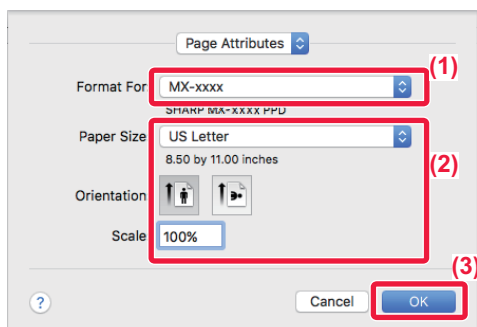 Page Attributes
(1)
Format For MX-xxxx
SHARP MX-xxxx PPD
Paper Size US Letter
8.50 by 11.00 inches
(2)
Orientation
Scale 100%
(3)
? Cancel OK